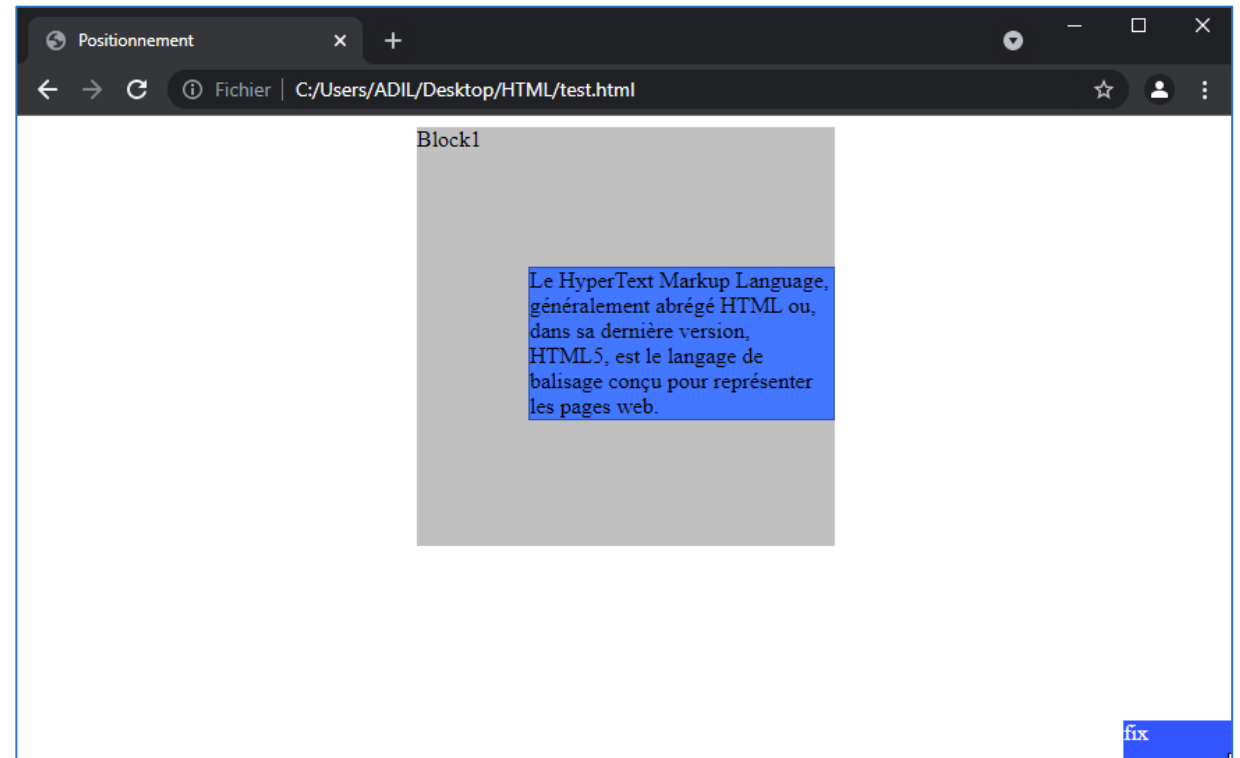 Positionnement
Fichier C:/Users/ADIL/Desktop/HTML/test.html
Block1
Le HyperText Markup Language,
généralement abrégé HTML ou,
dans sa dernière version,
HTML5, est le langage de
balisage conçu pour représenter
les pages web.
fix